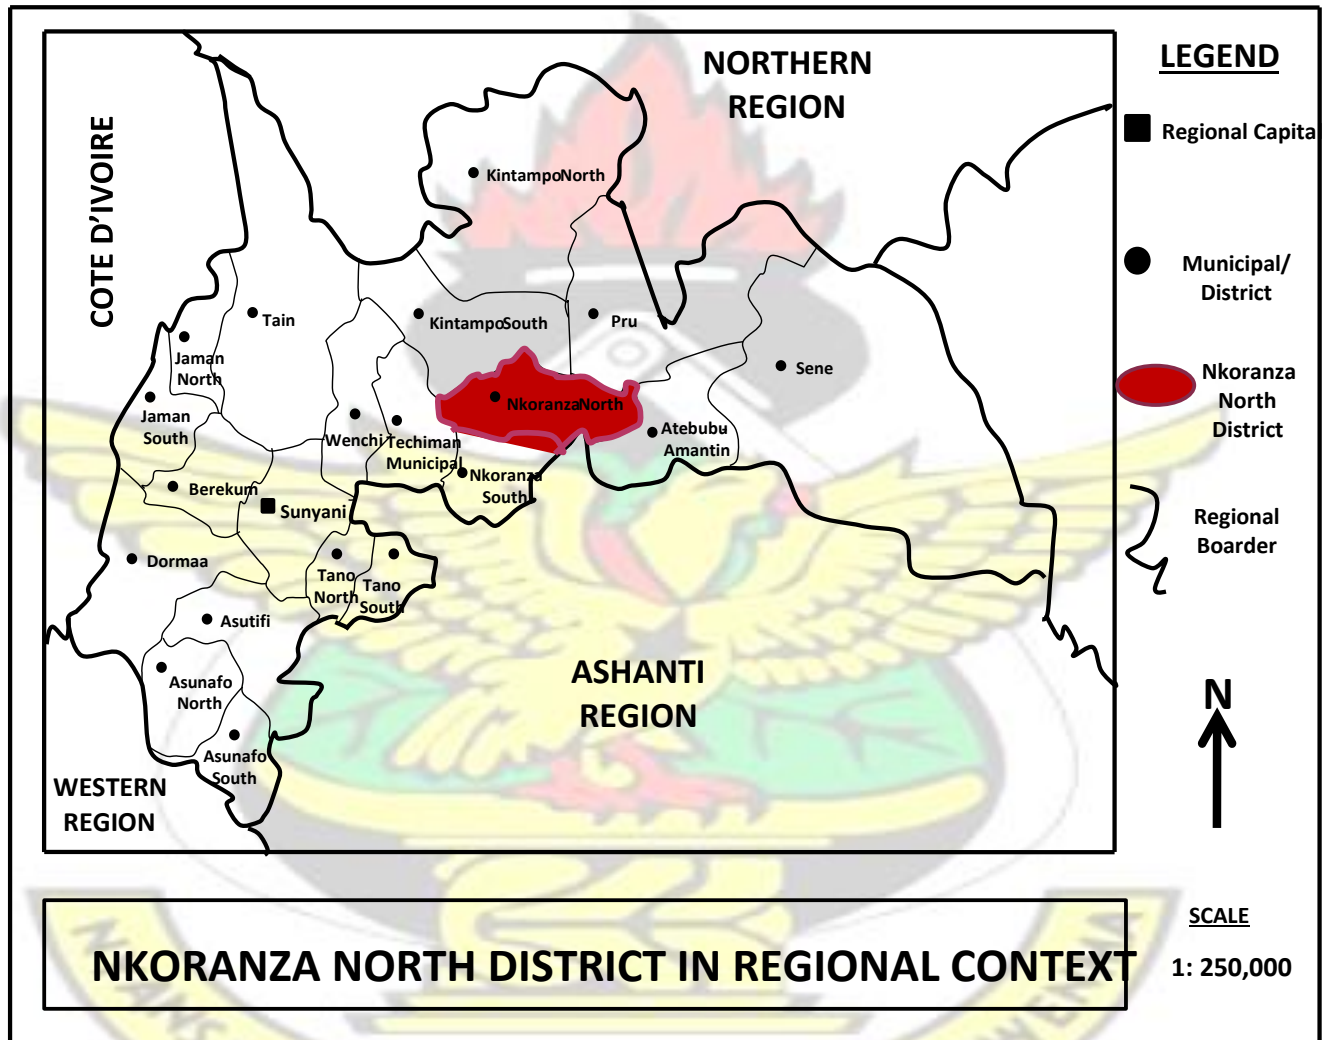 NORTHERN
REGION
COTE D'IVOIRE
KintampoNorth
Tain
KintampoSouth
Pru
Jaman
North
Sene
Jaman
South
NkoranzaNorth
Wenchi
Techiman
Municipal
Atebubu
Amantin
Nkoranza
South
Berekum
Sunyani
Dormaa
Tano
North
Tano
South
Asutifi
Asunafo
North
ASHANTI
REGION
Asunafo
South
WESTERN
REGION
LEGEND
Regional Capita
Municipal/
District
Nkoranza
North
District
Regional
Boarder
N
NKORANZA NORTH DISTRICT IN REGIONAL CONTEXT
SCALE
1: 250,000